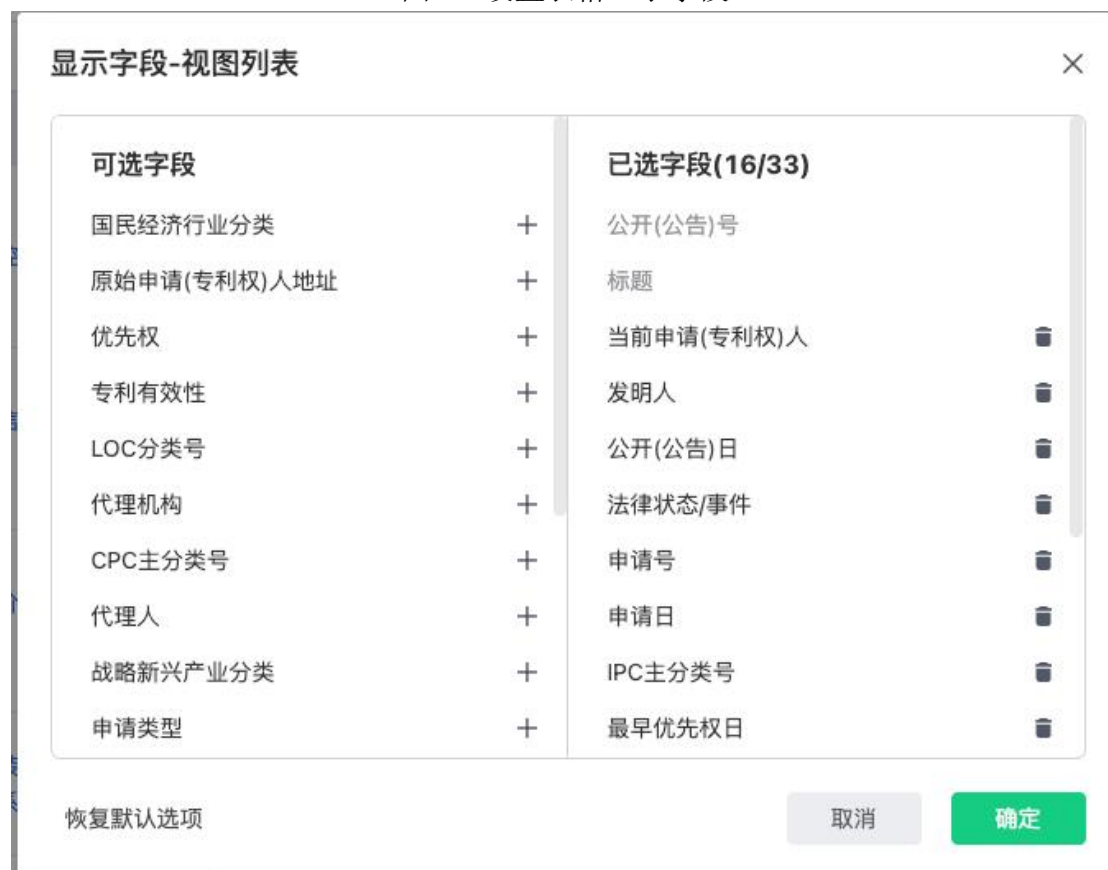 显示字段-视图列表
可选字段
国民经济行业分类
原始申请(专利权)人地址
优先权
专利有效性
LOC分类号
代理机构
CPC主分类号
代理人
战略新兴产业分类
申请类型
已选字段(16/33)
公开(公告)号
标题
当前申请(专利权)人
发明人
公开(公告)日
法律状态/事件
申请号
申请日
IPC主分类号
最早优先权日
恢复默认选项
取消
确定